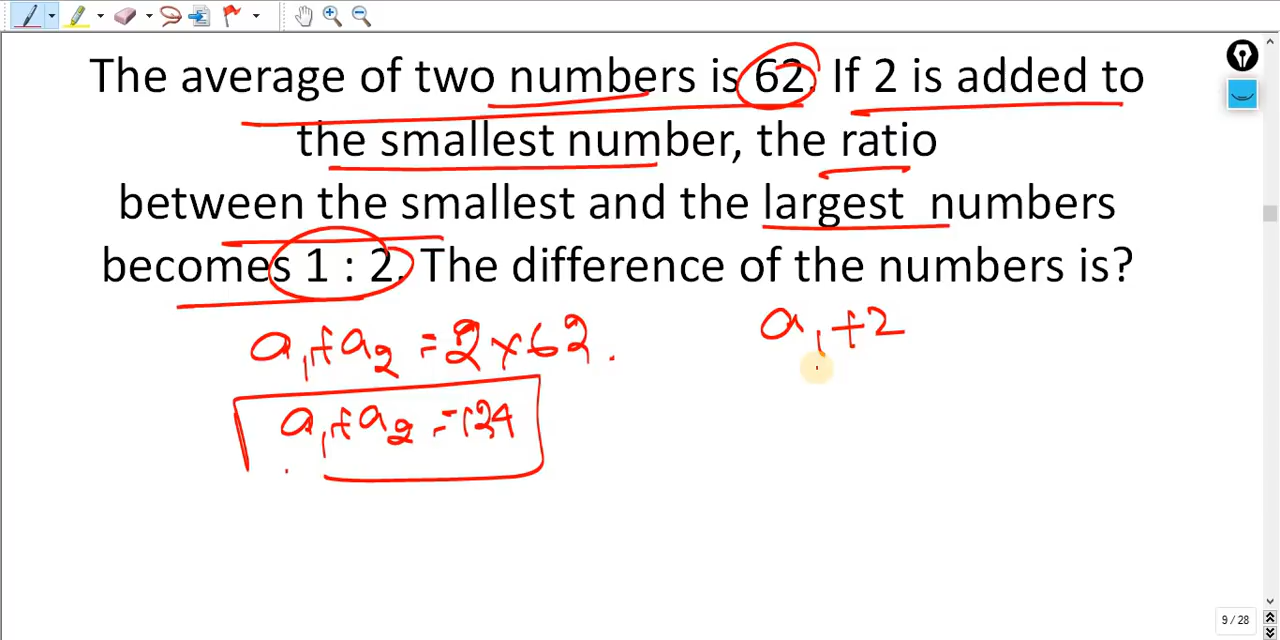 The average of two numbers is 62. If 2 is added to
the smallest number, the ratio
between the smallest and the largest numbers
becomes 1 : 2. The difference of the numbers is?
a₁+a₂ = 2×62.
a₁+2
a₁+a₂ = 124
9 / 28